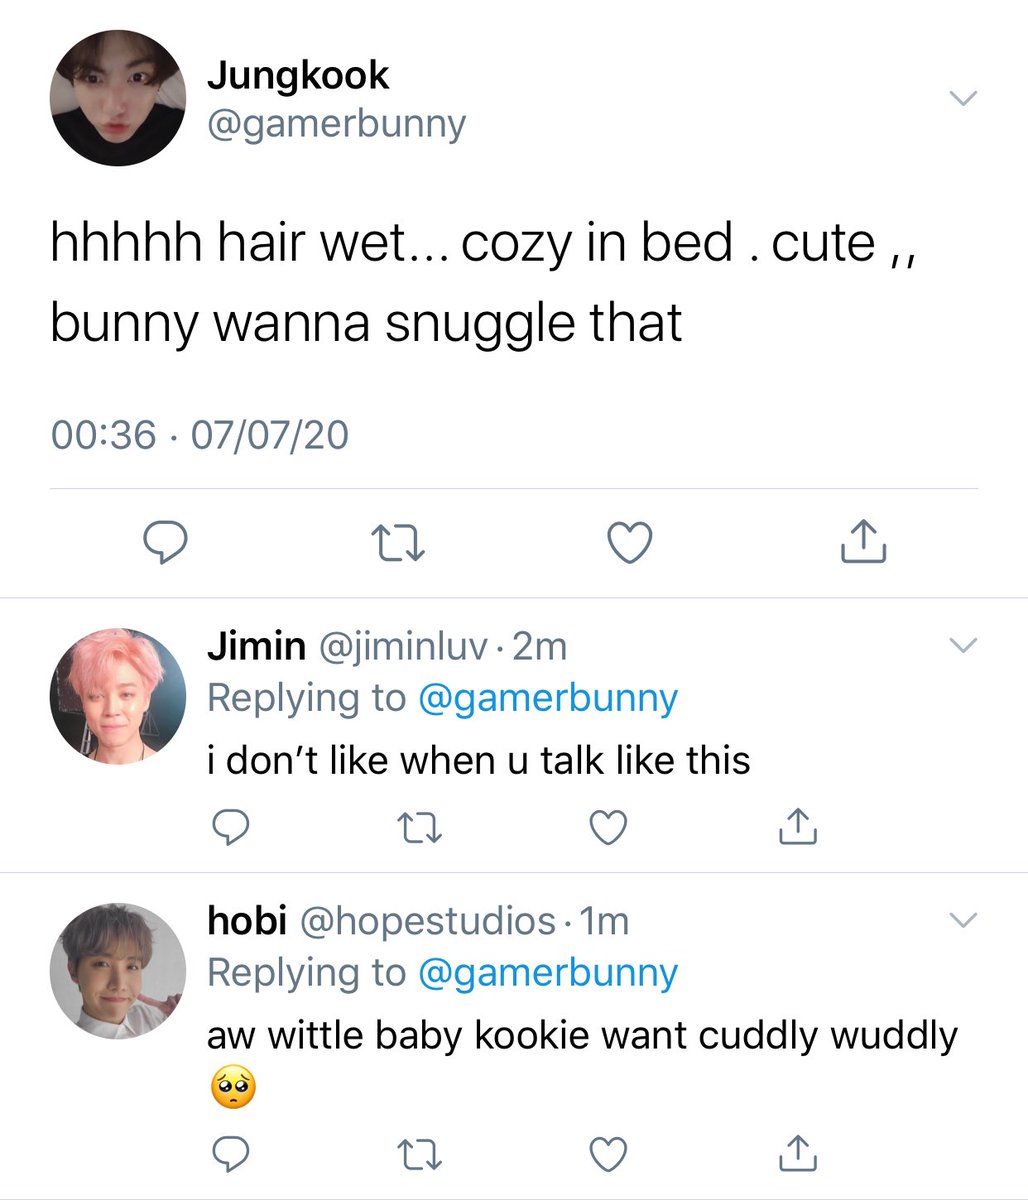 Jungkook
@gamerbunny
hhhhh hair wet... cozy in bed . cute ,,
bunny wanna snuggle that
00:36 · 07/07/20
Jimin @jiminluv · 2m
Replying to @gamerbunny
i don’t like when u talk like this
hobi @hopestudios · 1m
Replying to @gamerbunny
aw wittle baby kookie want cuddly wuddly
🥺